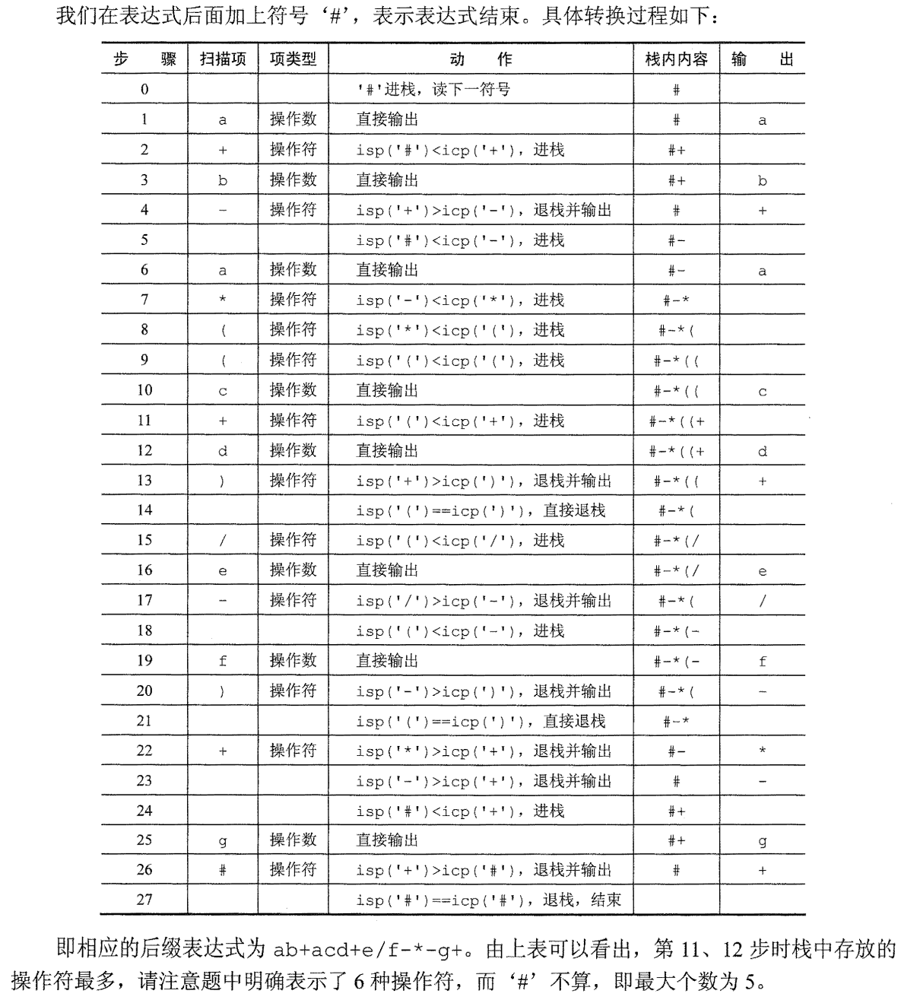 我们在表达式后面加上符号‘#’，表示表达式结束。具体转换过程如下：
步 骤 扫描项 项类型 动 作 栈内内容 输 出
0 '#'进栈，读下一符号 #
1 a 操作数 直接输出 # a
2 + 操作符 isp('#')<icp('+')，进栈 #+
3 b 操作数 直接输出 #+ b
4 - 操作符 isp('+')>icp('-')，退栈并输出 # +
5 isp('#')<icp('-')，进栈 #-
6 a 操作数 直接输出 #- a
7 * 操作符 isp('-')<icp('*')，进栈 #-*
8 ( 操作符 isp('*')<icp('(')，进栈 #-*(
9 ( 操作符 isp('(')<icp('(')，进栈 #-*((
10 c 操作数 直接输出 #-*(( c
11 + 操作符 isp('(')<icp('+')，进栈 #-*((+
12 d 操作数 直接输出 #-*((+ d
13 ) 操作符 isp('+')>icp(')')，退栈并输出 #-*(( +
14 isp('(')==icp(')')，直接退栈 #-*(
15 / 操作符 isp('(')<icp('/')，进栈 #-*(/
16 e 操作数 直接输出 #-*(/ e
17 - 操作符 isp('/')>icp('-')，退栈并输出 #-*( /
18 isp('(')<icp('-')，进栈 #-*(-
19 f 操作数 直接输出 #-*(- f
20 ) 操作符 isp('-')>icp(')')，退栈并输出 #-*( -
21 isp('(')==icp(')')，直接退栈 #-*
22 + 操作符 isp('*')>icp('+')，退栈并输出 #- *
23 isp('-')>icp('+')，退栈并输出 # -
24 isp('#')<icp('+')，进栈 #+
25 g 操作数 直接输出 #+ g
26 # 操作符 isp('+')>icp('#')，退栈并输出 # +
27 isp('#')==icp('#')，退栈，结束
即相应的后缀表达式为 ab+acd+e/f-*-g+。由上表可以看出，第 11、12 步时栈中存放的
操作符最多，请注意题中明确表示了 6 种操作符，而‘#’不算，即最大个数为 5。